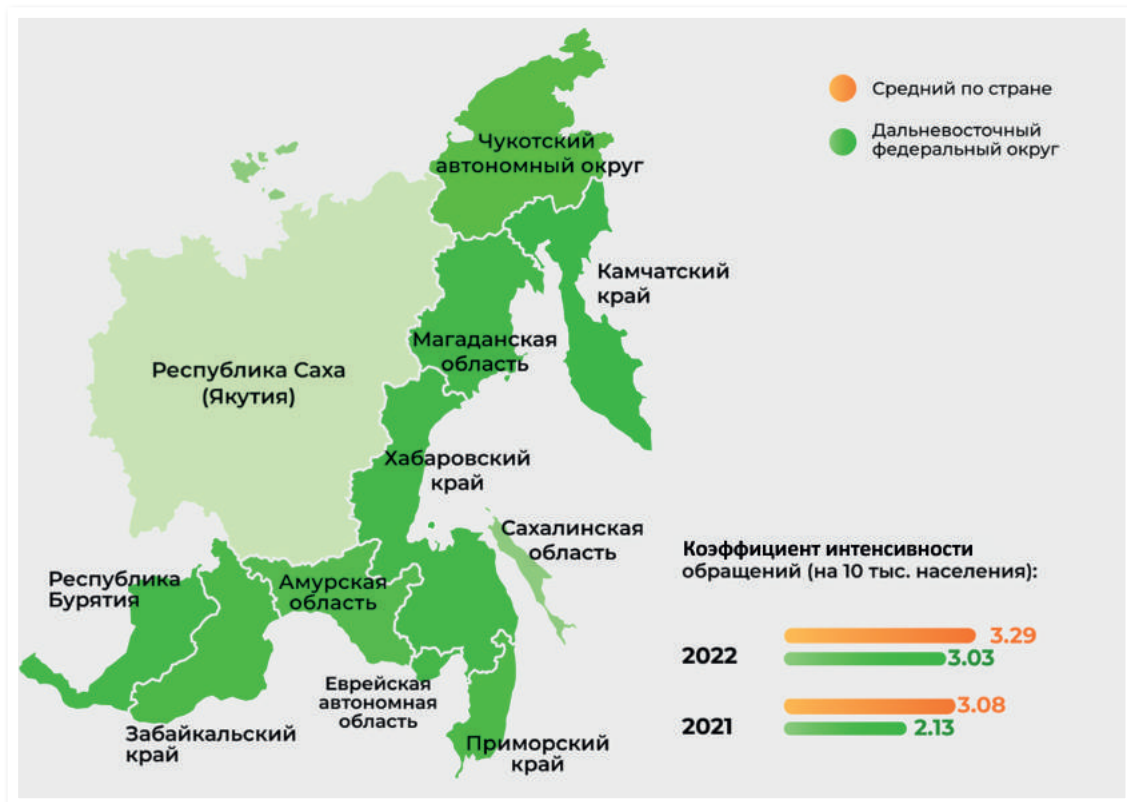 Средний по стране
Дальневосточный
федеральный округ
Чукотский
автономный округ
Камчатский
край
Магаданская
область
Республика Саха
(Якутия)
Хабаровский
край
Сахалинская
область
Республика
Бурятия
Амурская
область
Еврейская
автономная
область
Забайкальский
край
Приморский
край
Коэффициент интенсивности
обращений (на 10 тыс. населения):
2022
3.29
3.03
2021
3.08
2.13